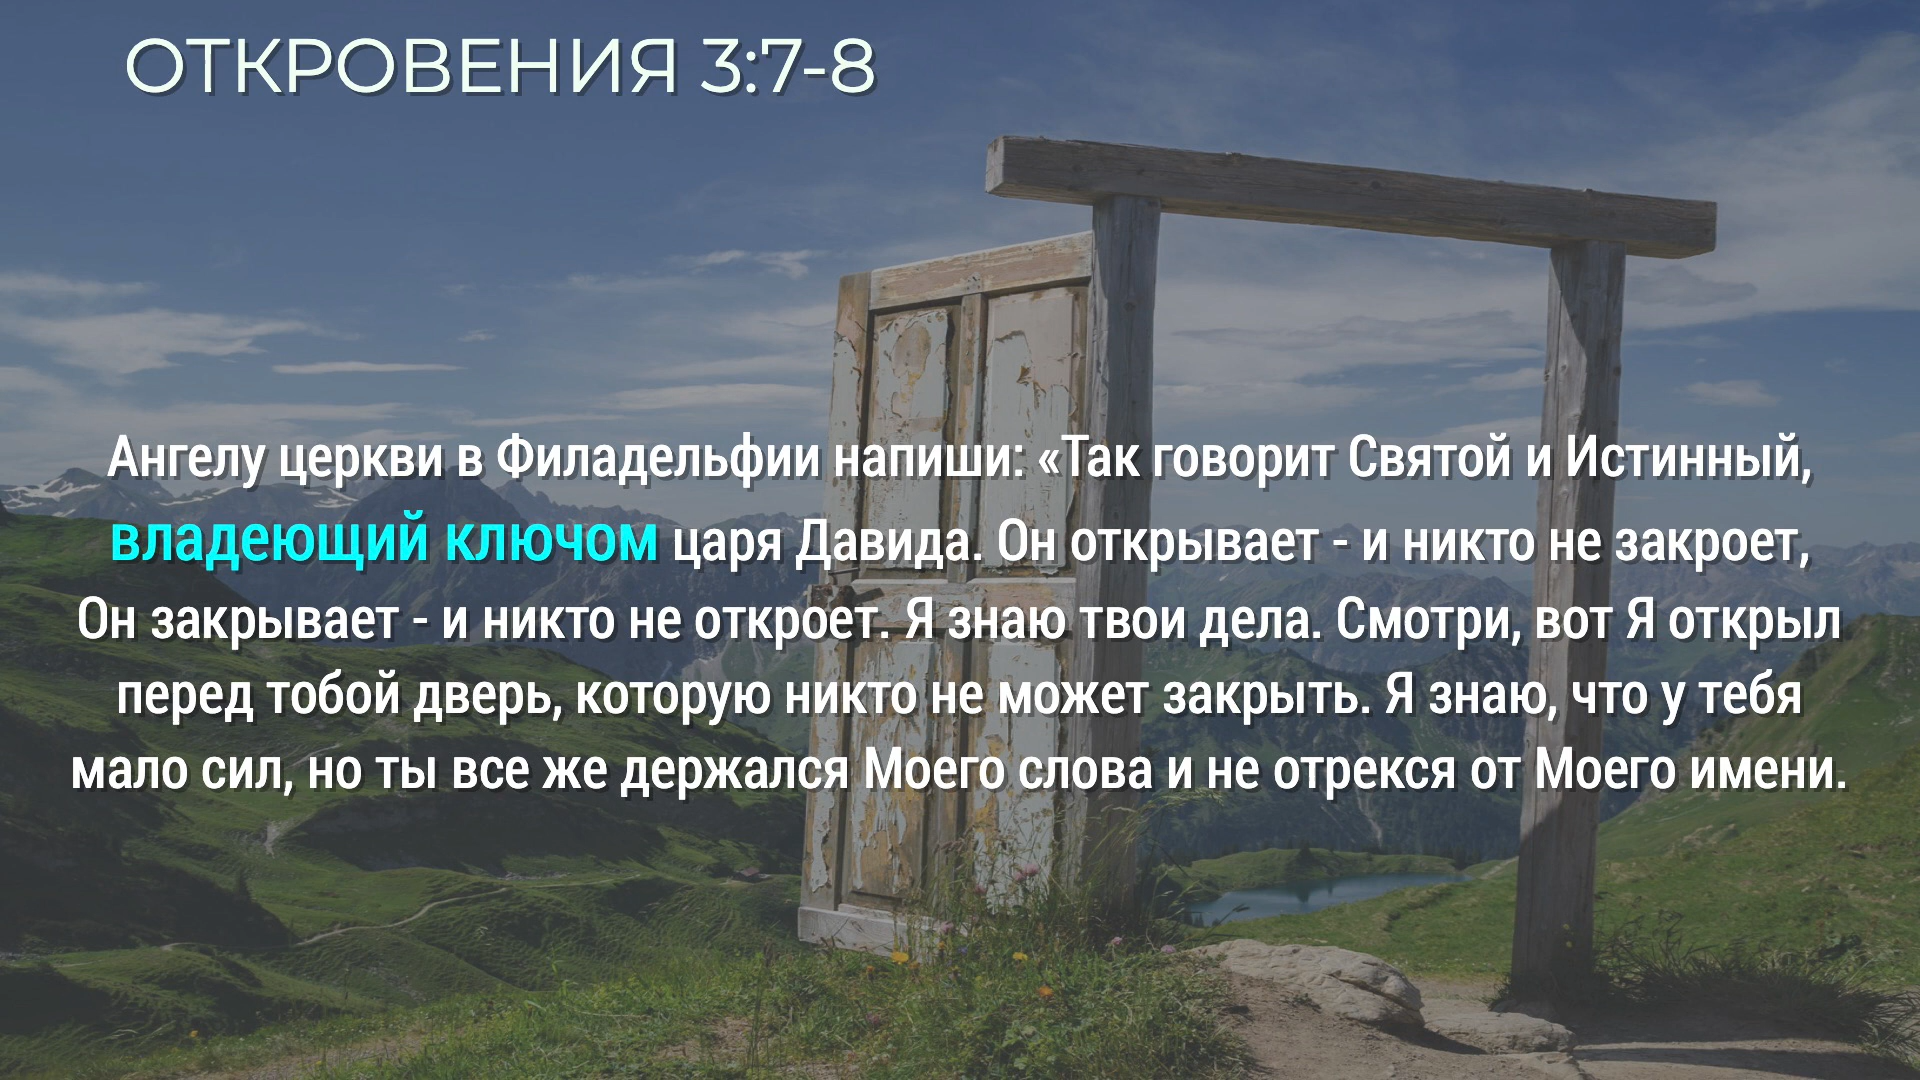 ОТКРОВЕНИЯ 3:7-8
Ангелу церкви в Филадельфии напиши: «Так говорит Святой и Истинный,
владеющий ключом царя Давида. Он открывает - и никто не закроет,
Он закрывает - и никто не откроет. Я знаю твои дела. Смотри, вот Я открыл
перед тобой дверь, которую никто не может закрыть. Я знаю, что у тебя
мало сил, но ты все же держался Моего слова и не отрекся от Моего имени.